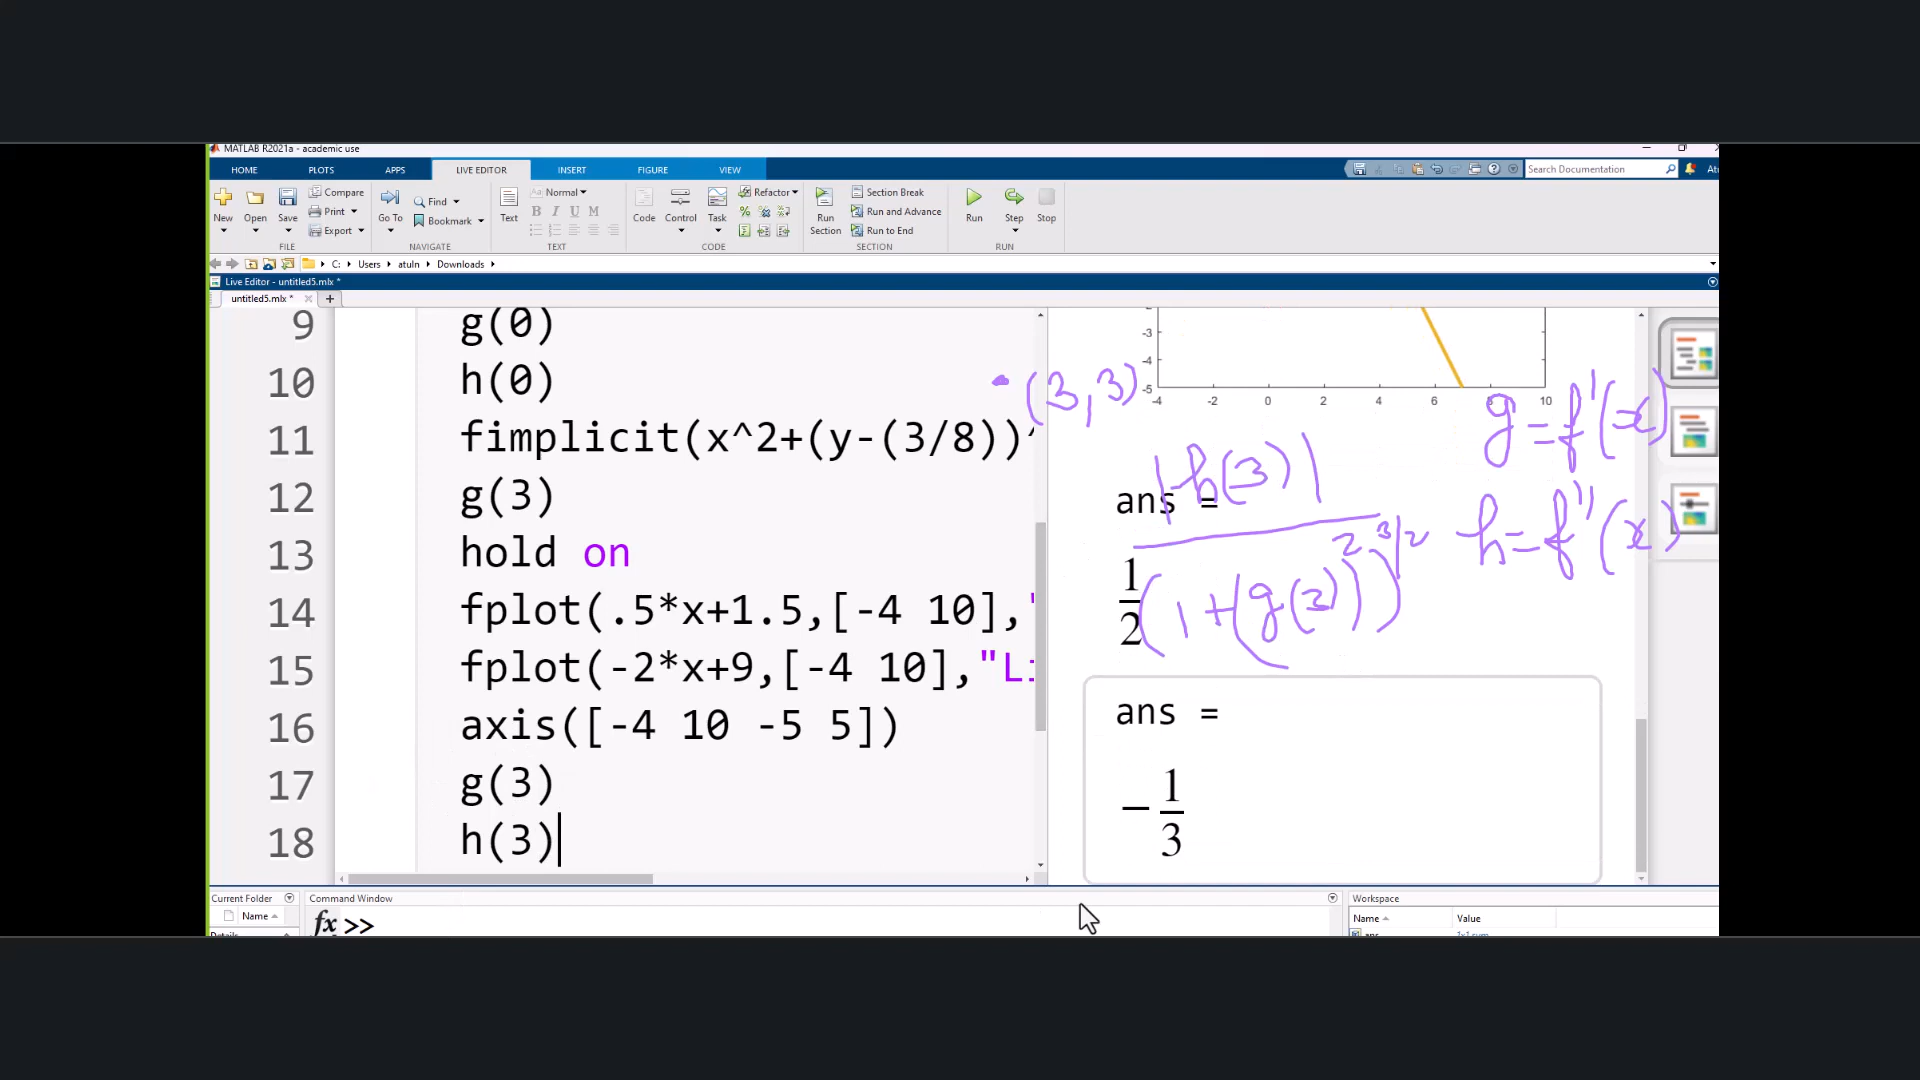 MATLAB R2021a - academic use
HOME PLOTS APPS LIVE EDITOR INSERT FIGURE VIEW
Search Documentation
New Open Save
Compare
Print
Export
FILE
Go To
Find
Bookmark
NAVIGATE
Text
Normal
B I U M
TEXT
Code Control Task
Refactor
CODE
Run Section
Section Break
Run and Advance
Run to End
SECTION
Run Step Stop
RUN
C: Users atuln Downloads
Live Editor - untitled5.mlx *
untitled5.mlx *
9 g(0)
10 h(0)
11 fimplicit(x^2+(y-(3/8))^
12 g(3)
13 hold on
14 fplot(.5*x+1.5,[-4 10],"
15 fplot(-2*x+9,[-4 10],"Li
16 axis([-4 10 -5 5])
17 g(3)
18 h(3)
-3
-4
-5
-4 -2 0 2 4 6 8 10
(3,3)
g=f'(x)
h=f''(x)
|h(3)|
(1+(g(3))^2)^3/2
ans =
1/2
ans =
-1/3
Current Folder
Name
Details
Command Window
fx >>
Workspace
Name Value
ans 1x1 sym